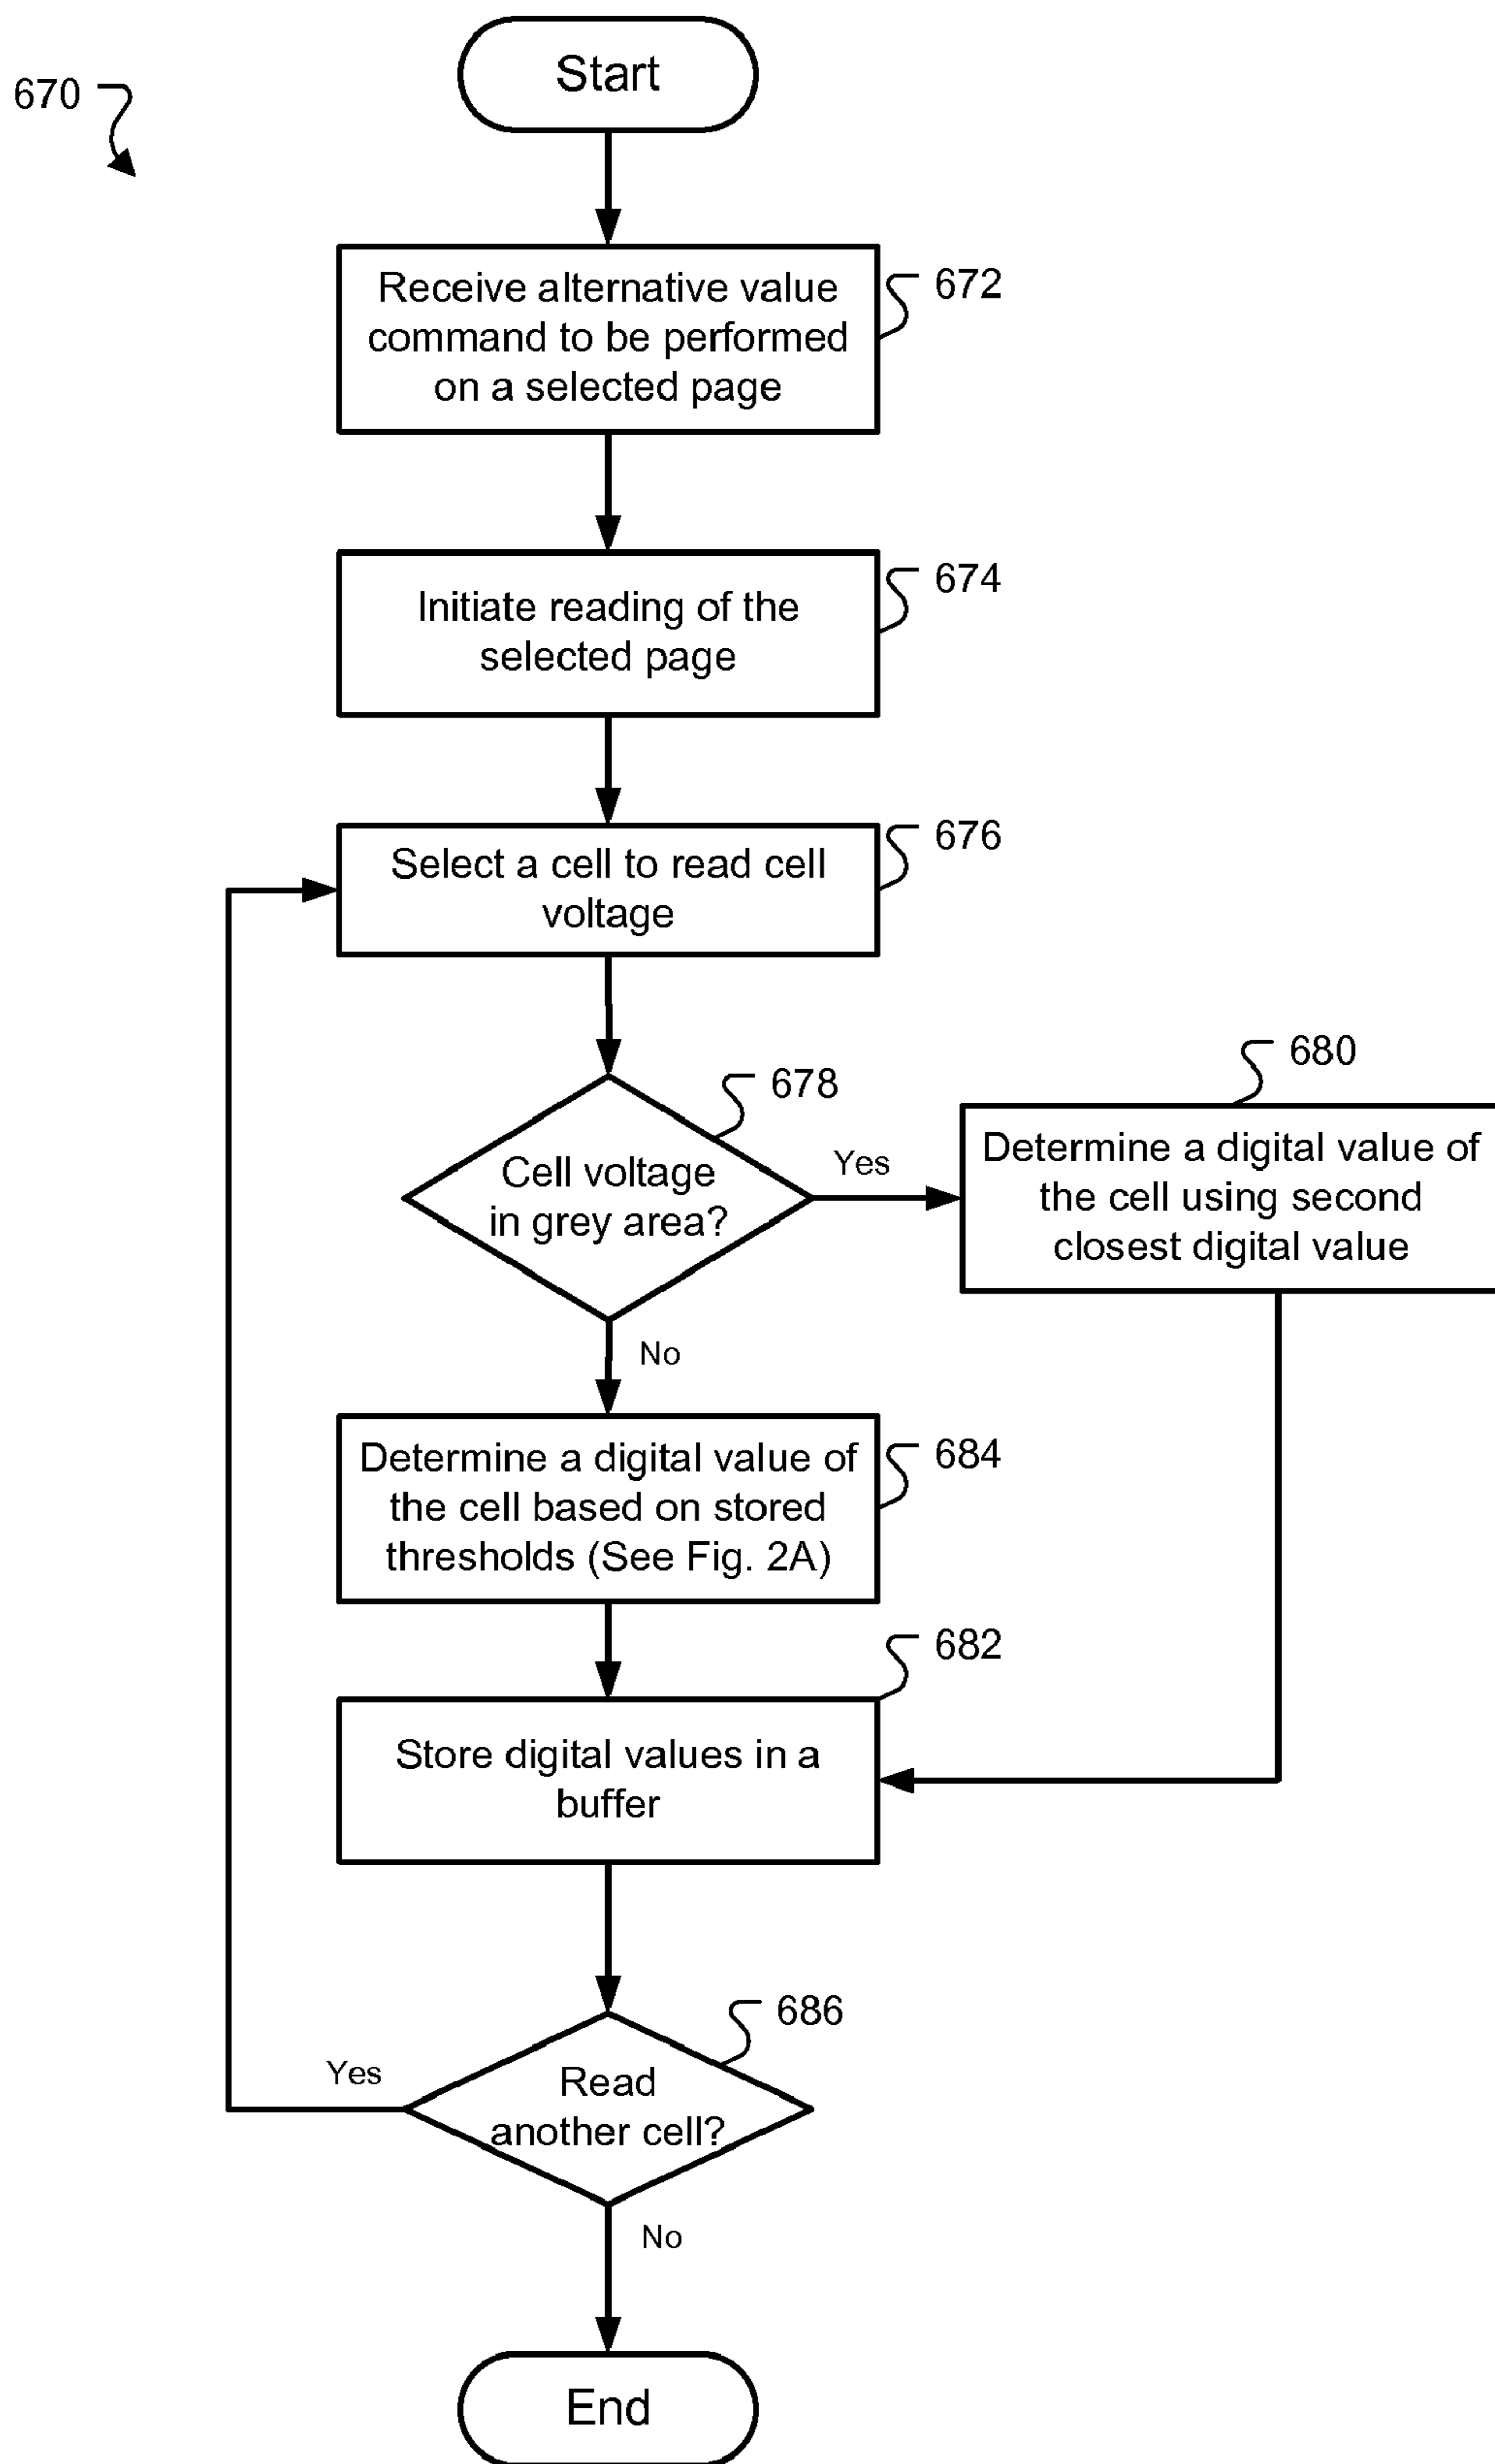 Start
670
Receive alternative value
command to be performed
on a selected page
672
Initiate reading of the
selected page
674
Select a cell to read cell
voltage
676
Cell voltage
in grey area?
678
Yes
680
Determine a digital value of
the cell using second
closest digital value
No
Determine a digital value of
the cell based on stored
thresholds (See Fig. 2A)
684
682
Store digital values in a
buffer
686
Read
another cell?
Yes
No
End